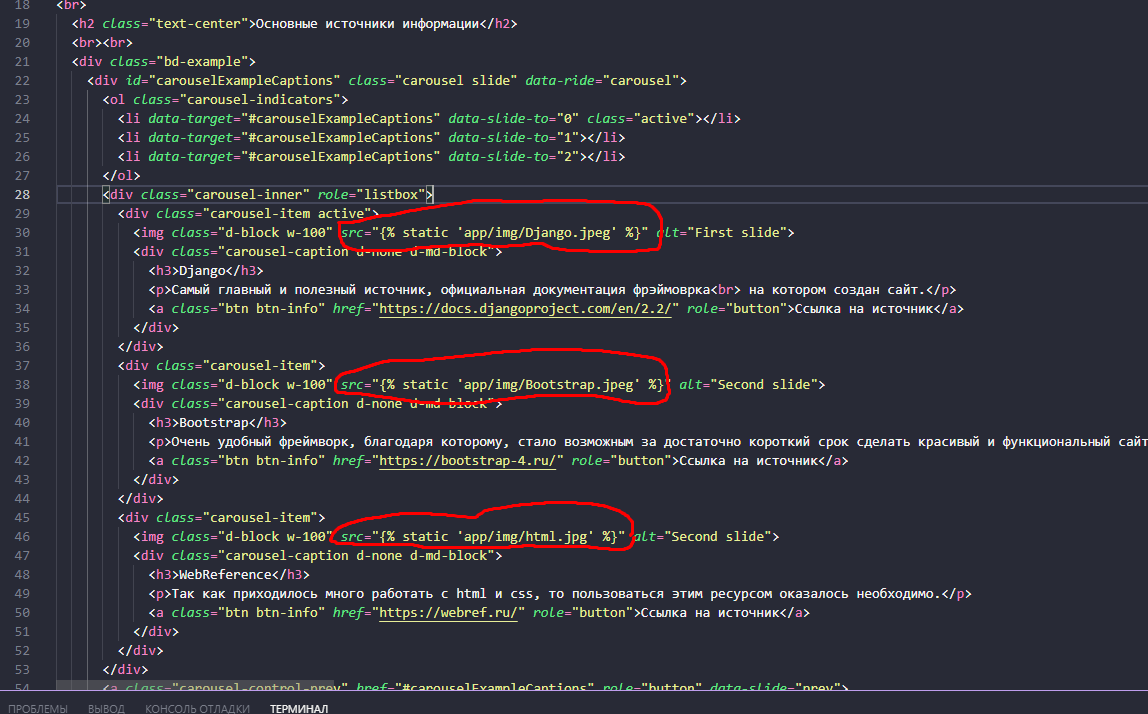 18 <br>
19 <h2 class="text-center">Основные источники информации</h2>
20 <br><br>
21 <div class="bd-example">
22 <div id="carouselExampleCaptions" class="carousel slide" data-ride="carousel">
23 <ol class="carousel-indicators">
24 <li data-target="#carouselExampleCaptions" data-slide-to="0" class="active"></li>
25 <li data-target="#carouselExampleCaptions" data-slide-to="1"></li>
26 <li data-target="#carouselExampleCaptions" data-slide-to="2"></li>
27 </ol>
28 <div class="carousel-inner" role="listbox">
29 <div class="carousel-item active">
30 <img class="d-block w-100" src="{% static 'app/img/Django.jpeg' %}" alt="First slide">
31 <div class="carousel-caption d-none d-md-block">
32 <h3>Django</h3>
33 <p>Самый главный и полезный источник, официальная документация фрэймоврка<br> на котором создан сайт.</p>
34 <a class="btn btn-info" href="https://docs.djangoproject.com/en/2.2/" role="button">Ссылка на источник</a>
35 </div>
36 </div>
37 <div class="carousel-item">
38 <img class="d-block w-100" src="{% static 'app/img/Bootstrap.jpeg' %}" alt="Second slide">
39 <div class="carousel-caption d-none d-md-block">
40 <h3>Bootstrap</h3>
41 <p>Очень удобный фреймворк, благодаря которому, стало возможным за достаточно короткий срок сделать красивый и функциональный сайт
42 <a class="btn btn-info" href="https://bootstrap-4.ru/" role="button">Ссылка на источник</a>
43 </div>
44 </div>
45 <div class="carousel-item">
46 <img class="d-block w-100" src="{% static 'app/img/html.jpg' %}" alt="Second slide">
47 <div class="carousel-caption d-none d-md-block">
48 <h3>WebReference</h3>
49 <p>Так как приходилось много работать с html и css, то пользоваться этим ресурсом оказалось необходимо.</p>
50 <a class="btn btn-info" href="https://webref.ru/" role="button">Ссылка на источник</a>
51 </div>
52 </div>
53 </div>
54 <a class="carousel-control-prev" href="#carouselExampleCaptions" role="button" data-slide="prev">
ПРОБЛЕМЫ ВЫВОД КОНСОЛЬ ОТЛАДКИ ТЕРМИНАЛ